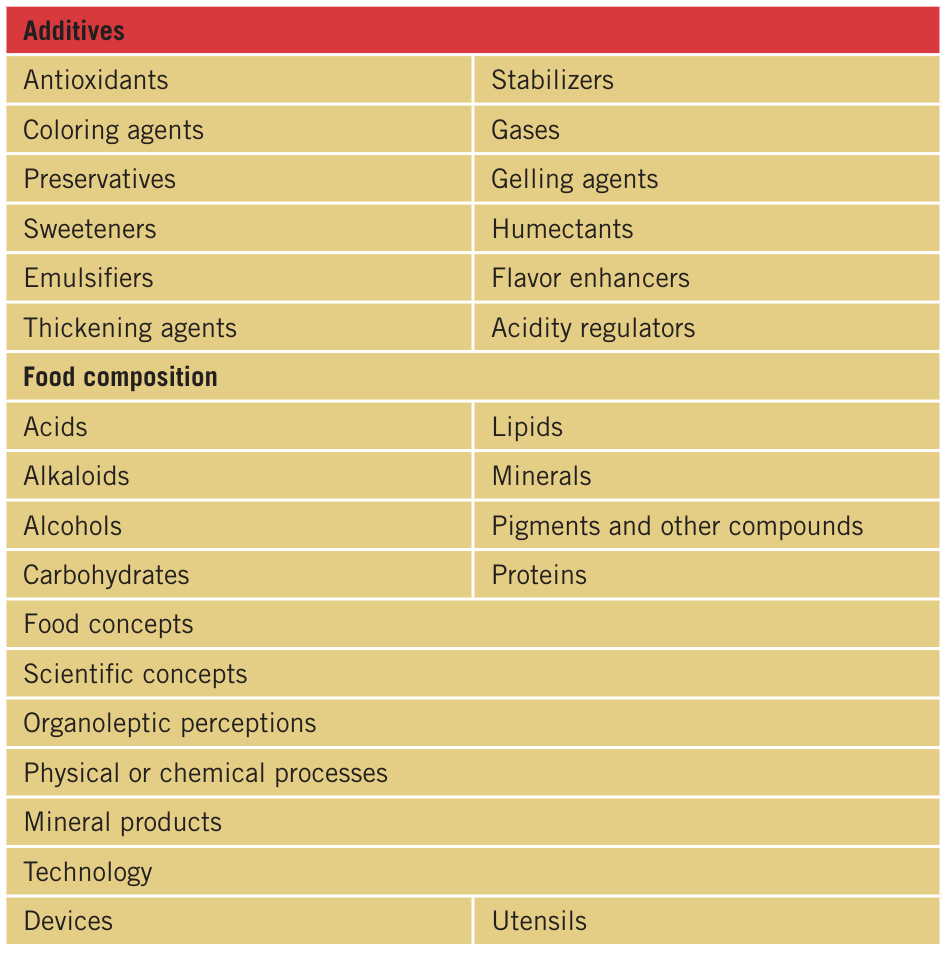 Additives
Antioxidants Stabilizers
Coloring agents Gases
Preservatives Gelling agents
Sweeteners Humectants
Emulsifiers Flavor enhancers
Thickening agents Acidity regulators
Food composition
Acids Lipids
Alkaloids Minerals
Alcohols Pigments and other compounds
Carbohydrates Proteins
Food concepts
Scientific concepts
Organoleptic perceptions
Physical or chemical processes
Mineral products
Technology
Devices Utensils